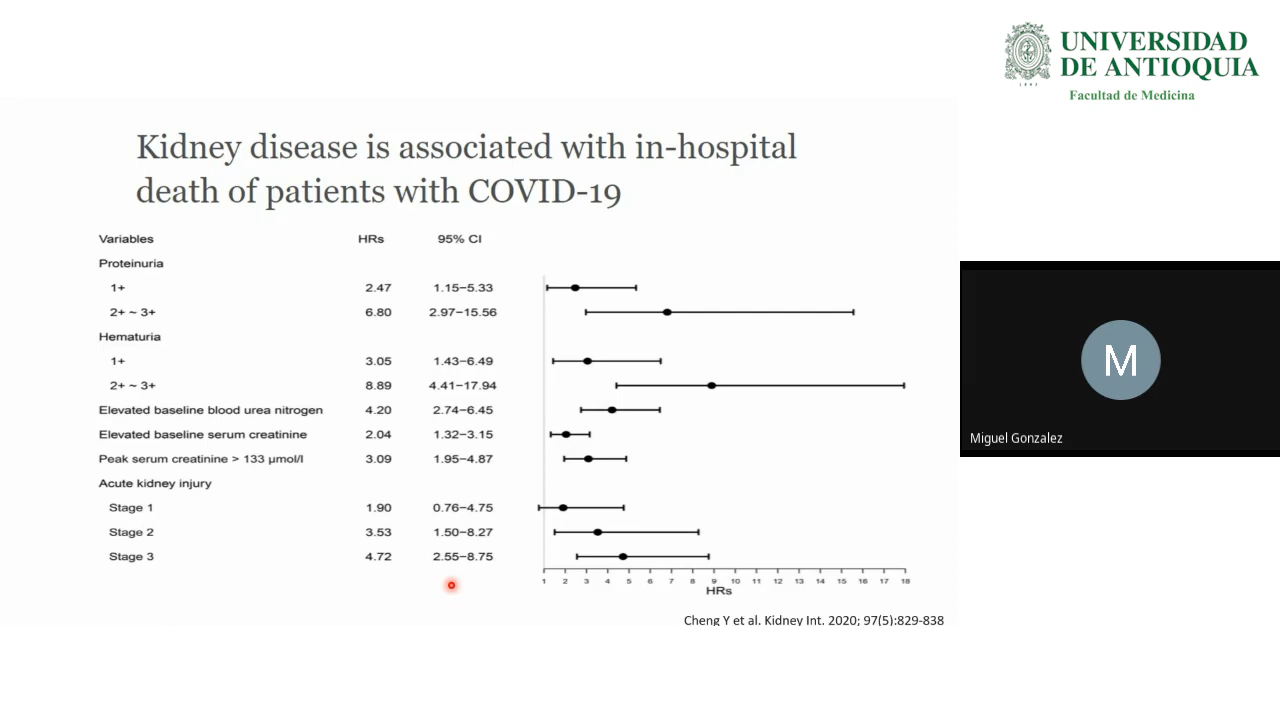 UNIVERSIDAD
DE ANTIOQUIA
1803
Facultad de Medicina
Kidney disease is associated with in-hospital
death of patients with COVID-19
Variables HRs 95% CI
Proteinuria
1+ 2.47 1.15−5.33
2+ ~ 3+ 6.80 2.97−15.56
Hematuria
1+ 3.05 1.43−6.49
2+ ~ 3+ 8.89 4.41−17.94
Elevated baseline blood urea nitrogen 4.20 2.74−6.45
Elevated baseline serum creatinine 2.04 1.32−3.15
Peak serum creatinine > 133 μmol/l 3.09 1.95−4.87
Acute kidney injury
Stage 1 1.90 0.76−4.75
Stage 2 3.53 1.50−8.27
Stage 3 4.72 2.55−8.75
1 2 3 4 5 6 7 8 9 10 11 12 13 14 15 16 17 18
HRs
Cheng Y et al. Kidney Int. 2020; 97(5):829-838
M
Miguel Gonzalez